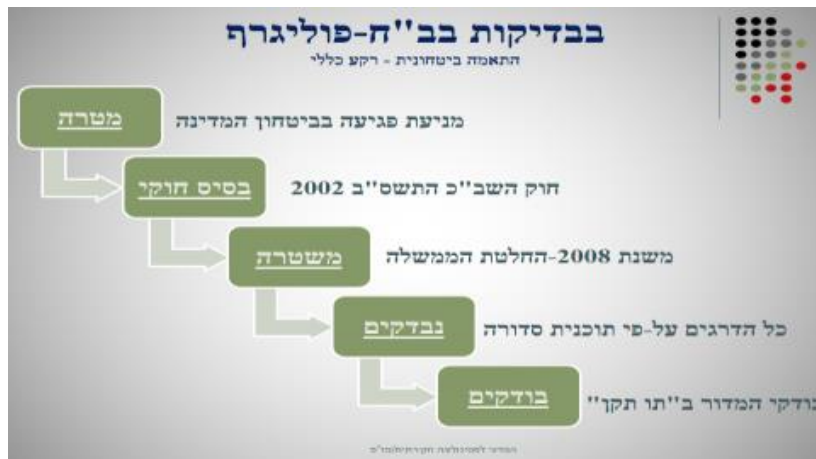 בבדיקות בב"ח-פוליגרף
התאמה ביטחונית - רקע כללי
מטרה
מניעת פגיעה בביטחון המדינה
בסיס חוקי
חוק השב"כ התשס"ב 2002
משטרה
משנת 2008-החלטת הממשלה
נבדקים
כל הדרגים על-פי תוכנית סדורה
בודקים
בודקי המדור ב"תו תקן"